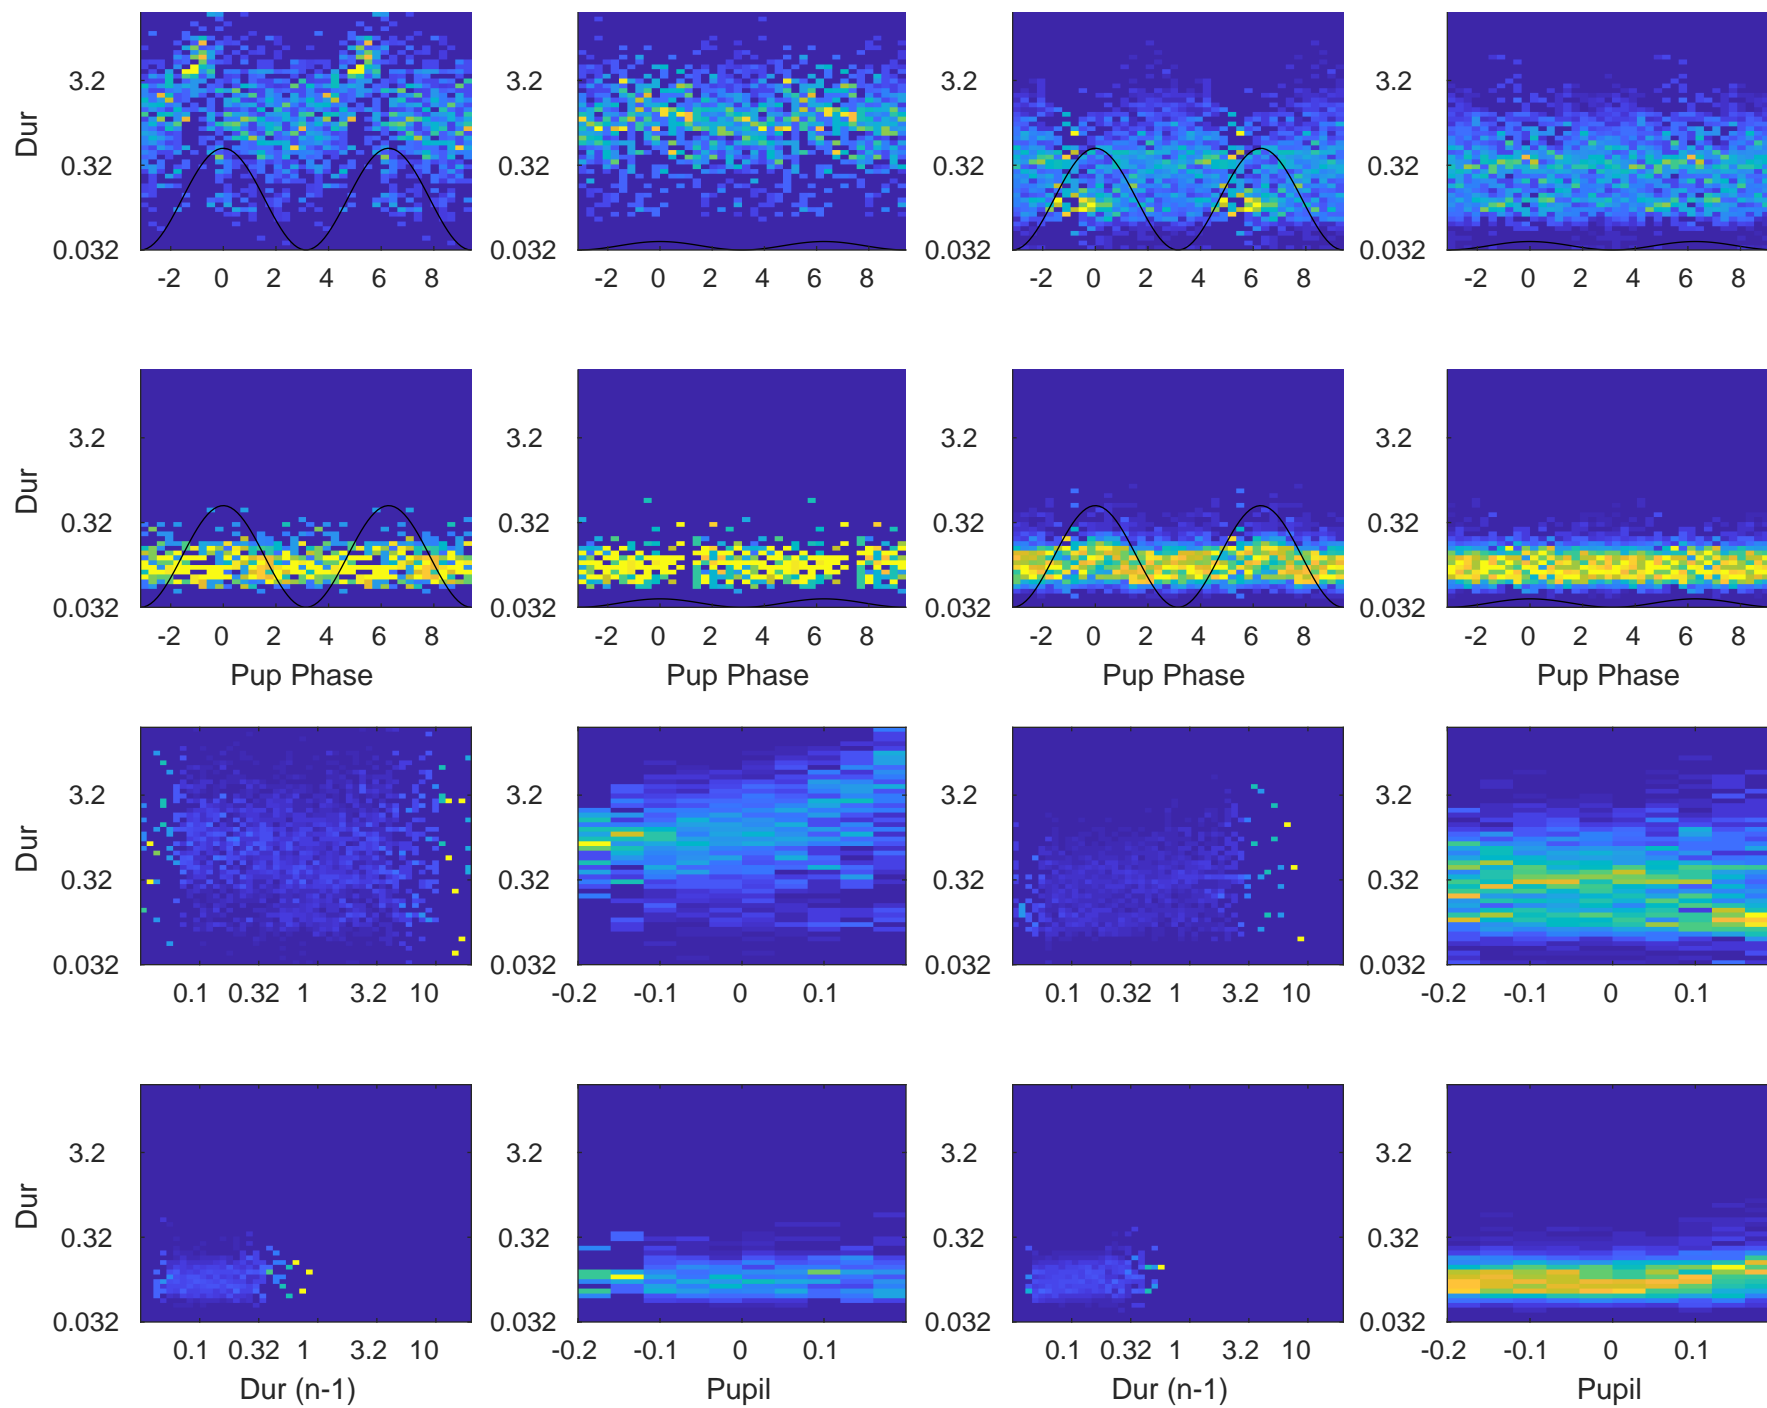 3.2 3.2 3.2 3.2
Dur
0.32 0.32 0.32 0.32
0.032 0.032 0.032 0.032
-2 0 2 4 6 8 -2 0 2 4 6 8 -2 0 2 4 6 8 -2 0 2 4 6 8
3.2 3.2 3.2 3.2
Dur
0.32 0.32 0.32 0.32
0.032 0.032 0.032 0.032
-2 0 2 4 6 8 -2 0 2 4 6 8 -2 0 2 4 6 8 -2 0 2 4 6 8
Pup Phase Pup Phase Pup Phase Pup Phase
3.2 3.2 3.2 3.2
Dur
0.32 0.32 0.32 0.32
0.032 0.032 0.032 0.032
0.1 0.32 1 3.2 10 -0.2 -0.1 0 0.1 0.1 0.32 1 3.2 10 -0.2 -0.1 0 0.1
3.2 3.2 3.2 3.2
Dur
0.32 0.32 0.32 0.32
0.032 0.032 0.032 0.032
0.1 0.32 1 3.2 10 -0.2 -0.1 0 0.1 0.1 0.32 1 3.2 10 -0.2 -0.1 0 0.1
Dur (n-1) Pupil Dur (n-1) Pupil